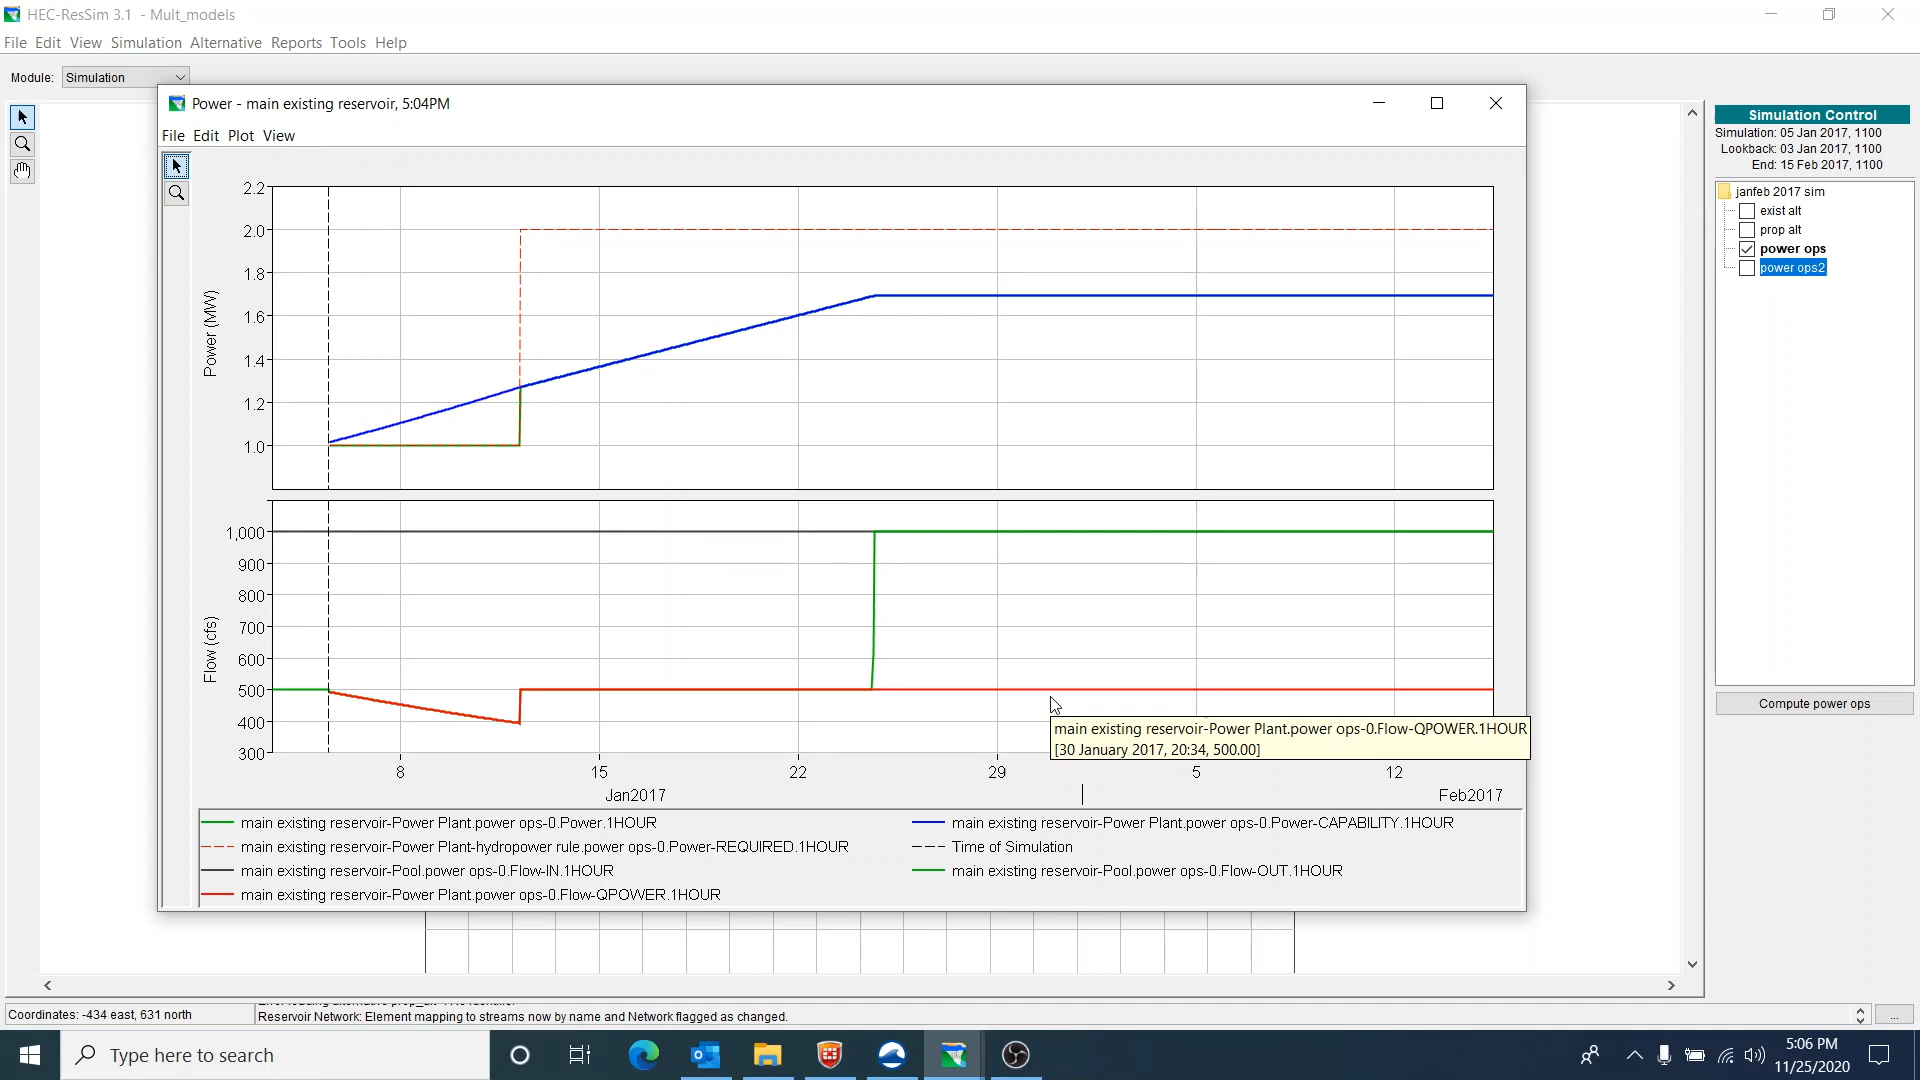 HEC-ResSim 3.1 - Mult_models
File Edit View Simulation Alternative Reports Tools Help
Module: Simulation
Power - main existing reservoir, 5:04PM
File Edit Plot View
2.2
2.0
1.8
1.6
1.4
1.2
1.0
Power (MW)
1,000
900
800
700
600
500
400
300
Flow (cfs)
8 15 22 29 5 12
Jan2017 Feb2017
main existing reservoir-Power Plant.power ops-0.Flow-QPOWER.1HOUR
[30 January 2017, 20:34, 500.00]
main existing reservoir-Power Plant.power ops-0.Power.1HOUR
main existing reservoir-Power Plant.power ops-0.Power-CAPABILITY.1HOUR
main existing reservoir-Power Plant-hydropower rule.power ops-0.Power-REQUIRED.1HOUR
Time of Simulation
main existing reservoir-Pool.power ops-0.Flow-IN.1HOUR
main existing reservoir-Pool.power ops-0.Flow-OUT.1HOUR
main existing reservoir-Power Plant.power ops-0.Flow-QPOWER.1HOUR
Simulation Control
Simulation: 05 Jan 2017, 1100
Lookback: 03 Jan 2017, 1100
End: 15 Feb 2017, 1100
janfeb 2017 sim
exist alt
prop alt
power ops
power ops2
Compute power ops
Coordinates: -434 east, 631 north
Reservoir Network: Element mapping to streams now by name and Network flagged as changed.
...
Type here to search
5:06 PM
11/25/2020